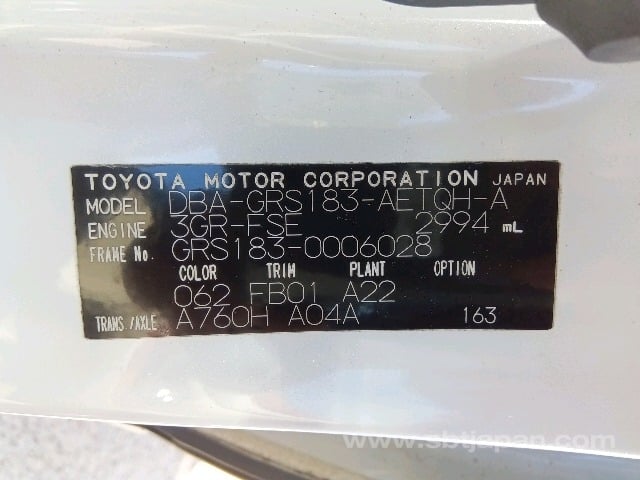 TOYOTA MOTOR CORPORATION JAPAN
MODEL DBA-GRS183-AETQH-A
ENGINE 3GR-FSE 2994 mL
FRAME No. GRS183-0006028
COLOR TRIM PLANT OPTION
062 FB01 A22
TRANS./AXLE A760H A04A 163
www.sbtjapan.com